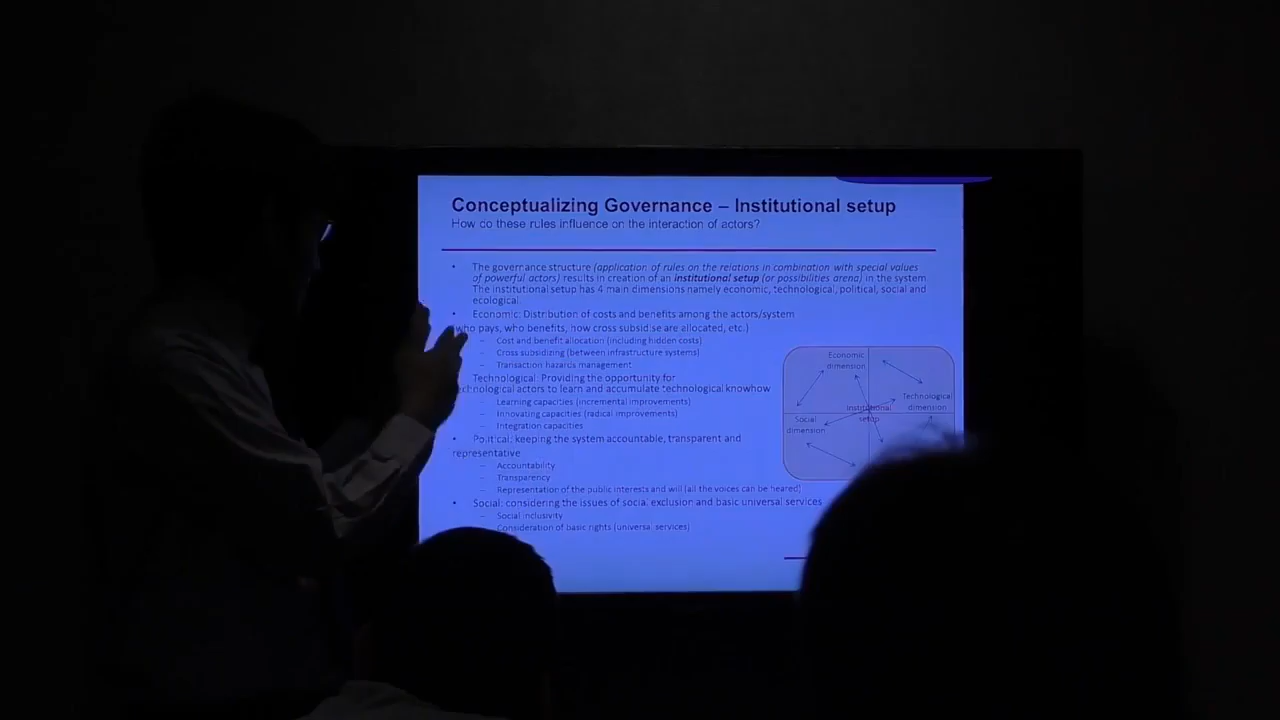 Conceptualizing Governance – Institutional setup
How do these rules influence on the interaction of actors?
• The governance structure (application of rules on the relations in combination with special values
of powerful actors) results in creation of an institutional setup (or possibilities arena) in the system.
The institutional setup has 4 main dimensions namely economic, technological, political, social and
ecological.
• Economic: Distribution of costs and benefits among the actors/system
(who pays, who benefits, how cross subsidise are allocated, etc.)
– Cost and benefit allocation (including hidden costs)
– Cross subsidizing (between infrastructure systems)
– Transaction hazards management
Technological: Providing the opportunity for
technological actors to learn and accumulate technological knowhow
– Learning capacities (incremental improvements)
– Innovating capacities (radical improvements)
– Integration capacities
• Political: keeping the system accountable, transparent and
representative
– Accountability
– Transparency
– Representation of the public interests and will (all the voices can be heared)
• Social: considering the issues of social exclusion and basic universal services
– Social inclusivity
– Consideration of basic rights (universal services)
Economic
dimension
Technological
dimension
Institutional
setup
Social
dimension